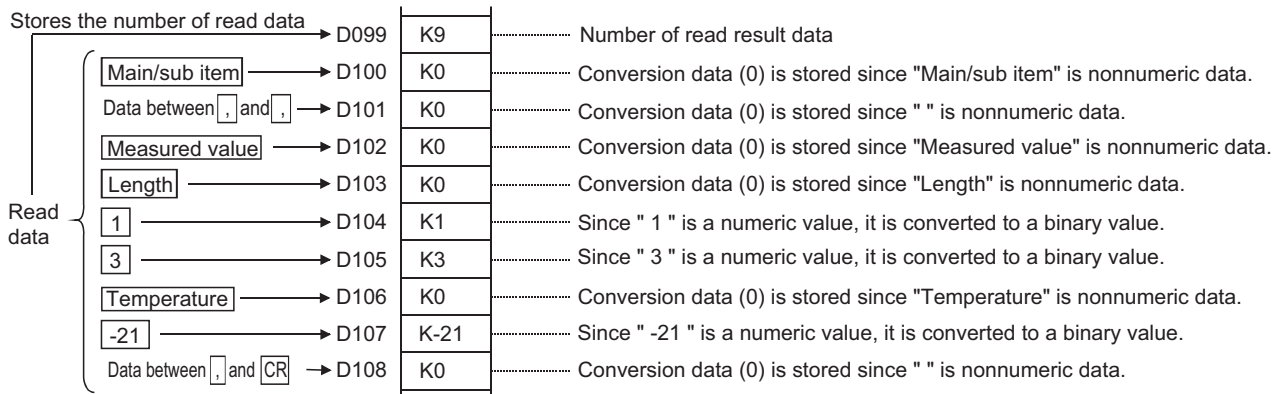 Stores the number of read data D099 K9 Number of read result data
Main/sub item D100 K0 Conversion data (0) is stored since "Main/sub item" is nonnumeric data.
Data between , and , D101 K0 Conversion data (0) is stored since " " is nonnumeric data.
Measured value D102 K0 Conversion data (0) is stored since "Measured value" is nonnumeric data.
Length D103 K0 Conversion data (0) is stored since "Length" is nonnumeric data.
Read data
1 D104 K1 Since " 1 " is a numeric value, it is converted to a binary value.
3 D105 K3 Since " 3 " is a numeric value, it is converted to a binary value.
Temperature D106 K0 Conversion data (0) is stored since "Temperature" is nonnumeric data.
-21 D107 K-21 Since " -21 " is a numeric value, it is converted to a binary value.
Data between , and CR D108 K0 Conversion data (0) is stored since " " is nonnumeric data.